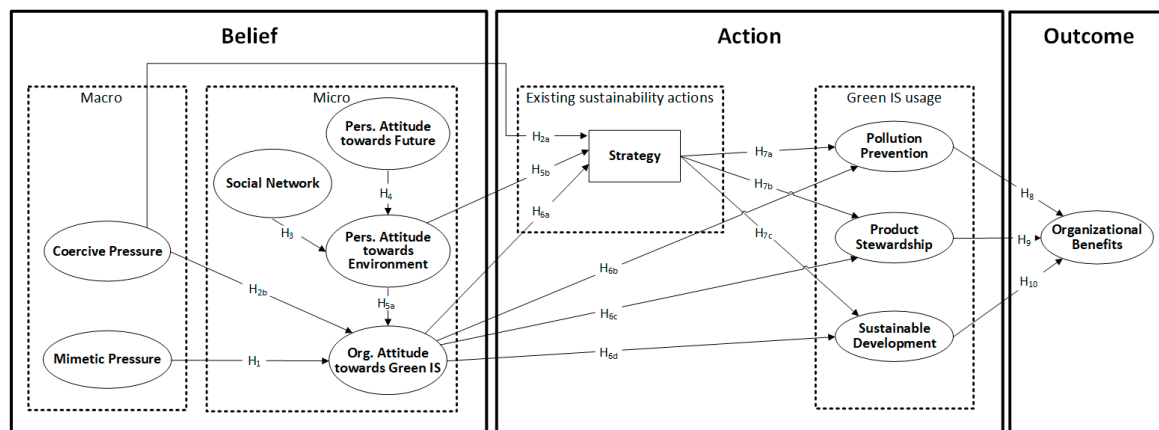 Belief
Action
Outcome
Macro
Micro
Existing sustainability actions
Green IS usage
Pers. Attitude
towards Future
Social Network
Coercive Pressure
Pers. Attitude
towards
Environment
Mimetic Pressure
Org. Attitude
towards Green IS
Strategy
Pollution
Prevention
Product
Stewardship
Sustainable
Development
Organizational
Benefits
H1
H2a
H2b
H3
H4
H5a
H5b
H6a
H6b
H6c
H6d
H7a
H7b
H7c
H8
H9
H10